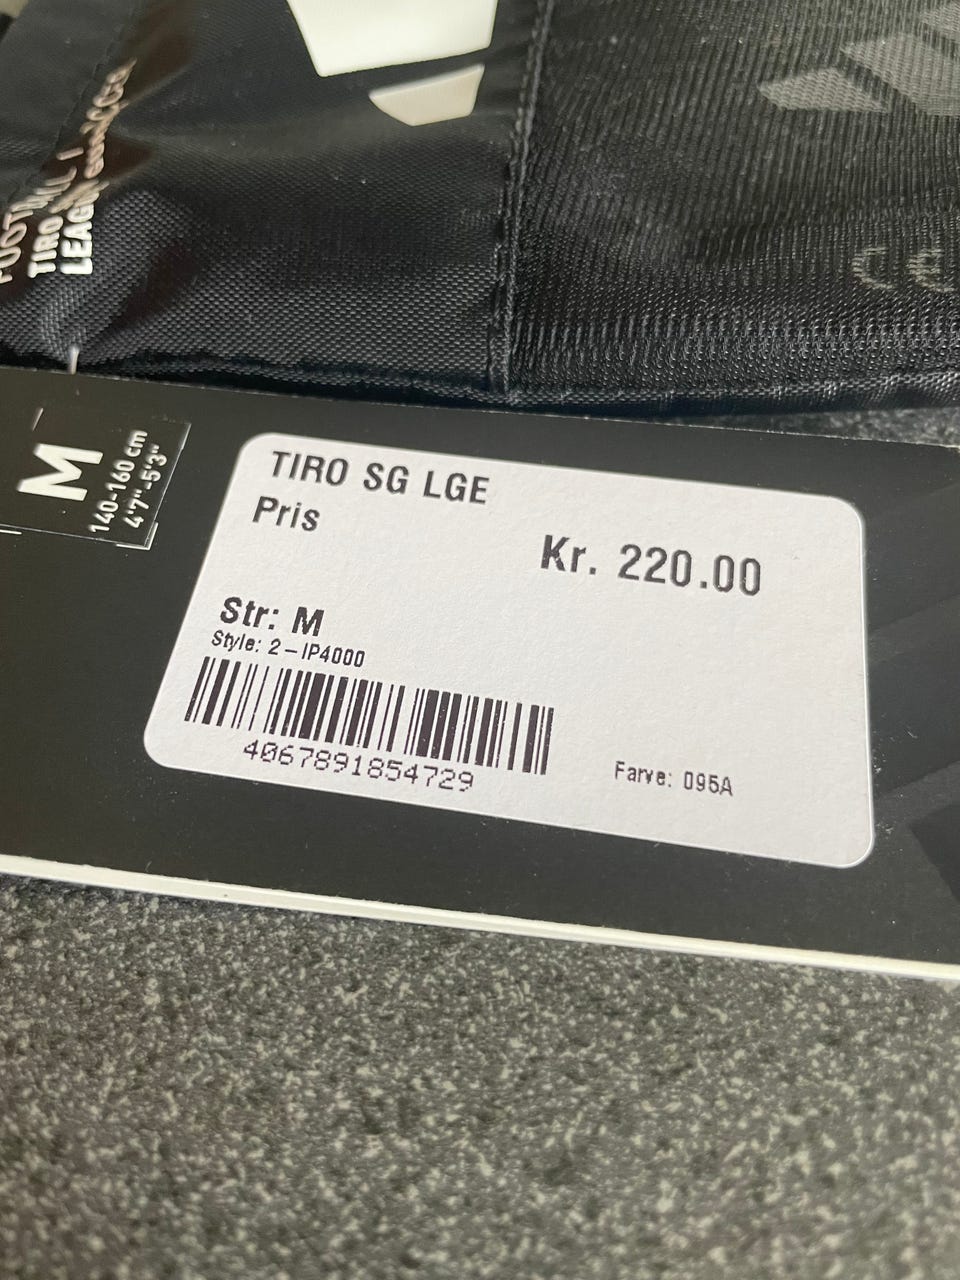 TIRO
LEAGUE
M
140-160 cm
4'7"-5'3"
TIRO SG LGE
Pris
Kr. 220.00
Str: M
Style: 2-IP4000
4067891854729
Farve: 095A